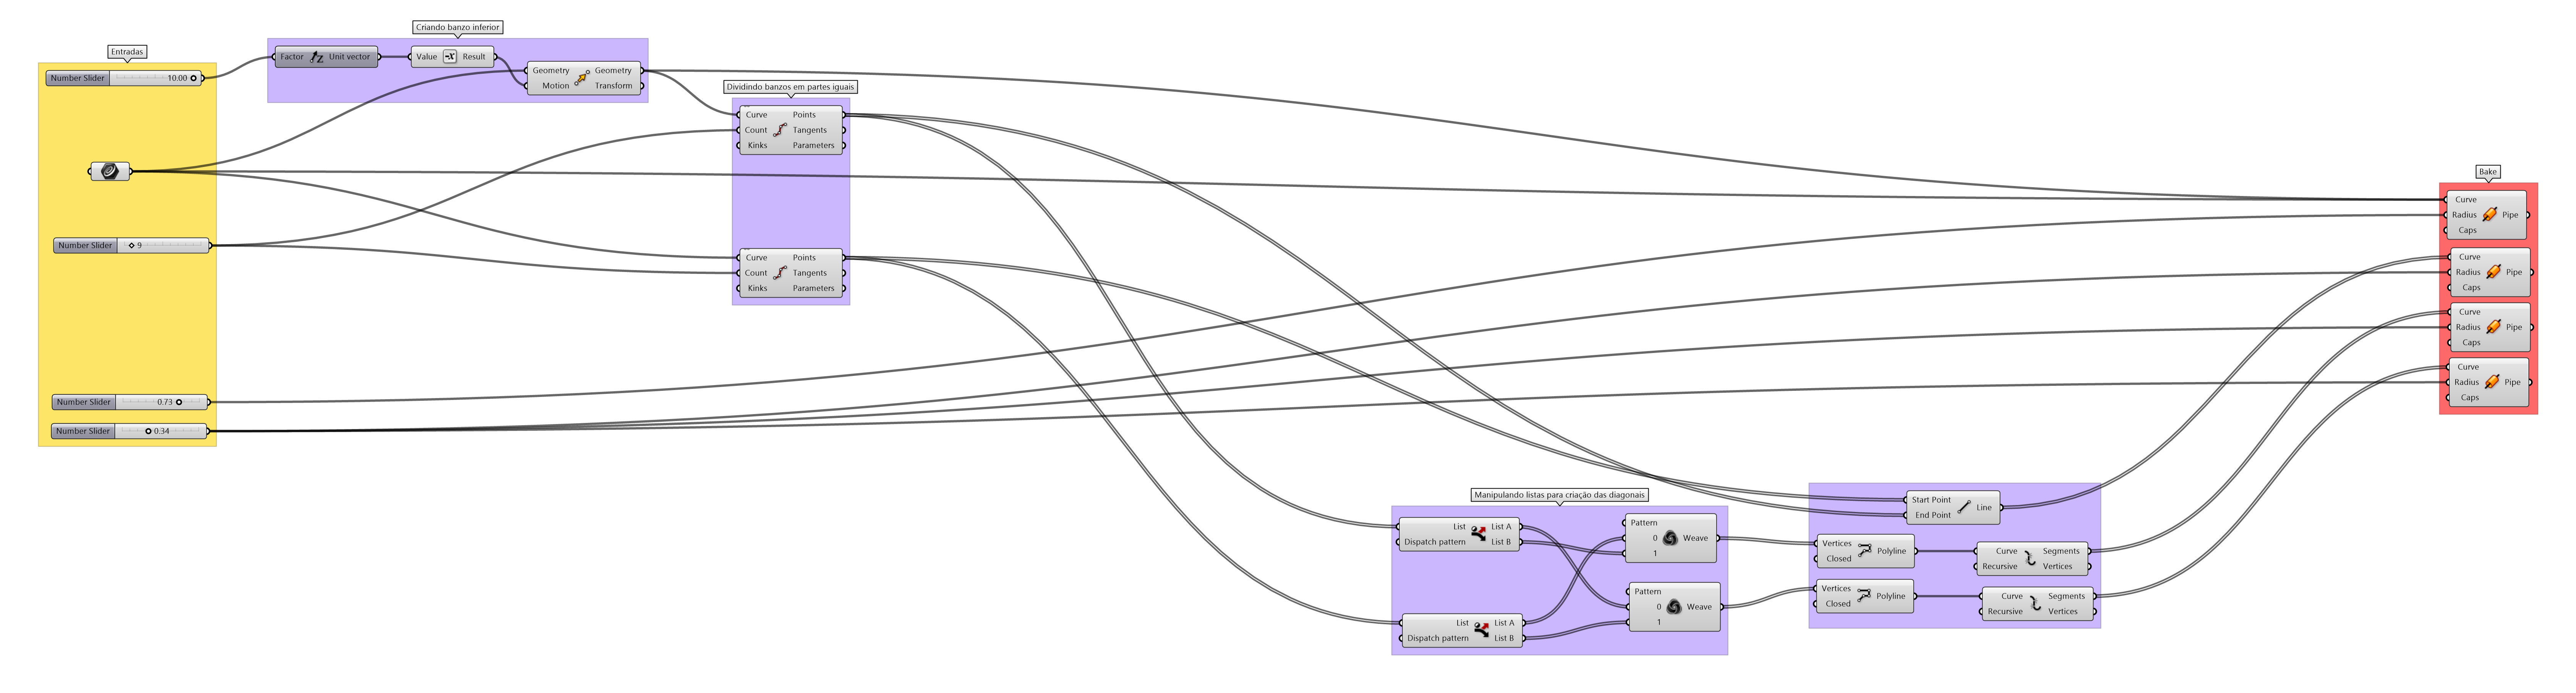 Criando banzo inferior
Entradas
Number Slider 10.00
Factor Unit vector
Value Result
Geometry Geometry
Motion Transform
Dividindo banzos em partes iguais
Curve Points
Count Tangents
Kinks Parameters
Number Slider 9
Curve Points
Count Tangents
Kinks Parameters
Number Slider 0.73
Number Slider 0.34
Bake
Curve
Radius Pipe
Caps
Curve
Radius Pipe
Caps
Curve
Radius Pipe
Caps
Curve
Radius Pipe
Caps
Manipulando listas para criação das diagonais
List List A
Dispatch pattern List B
Pattern
0 Weave
1
List List A
Dispatch pattern List B
Pattern
0 Weave
1
Start Point
End Point Line
Vertices
Closed Polyline
Curve Segments
Recursive Vertices
Vertices
Closed Polyline
Curve Segments
Recursive Vertices